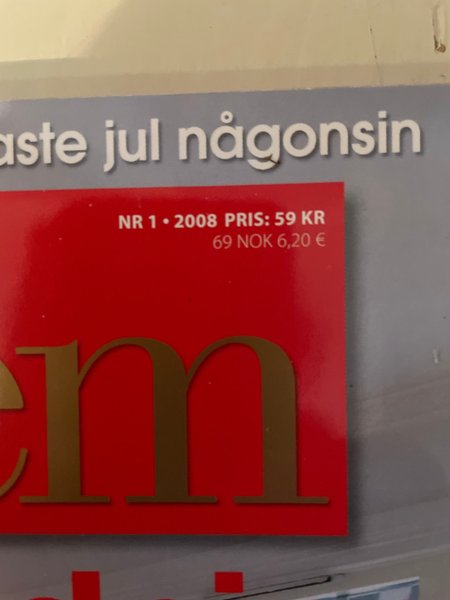 aste jul någonsin
NR 1 • 2008 PRIS: 59 KR
69 NOK 6,20 €
em